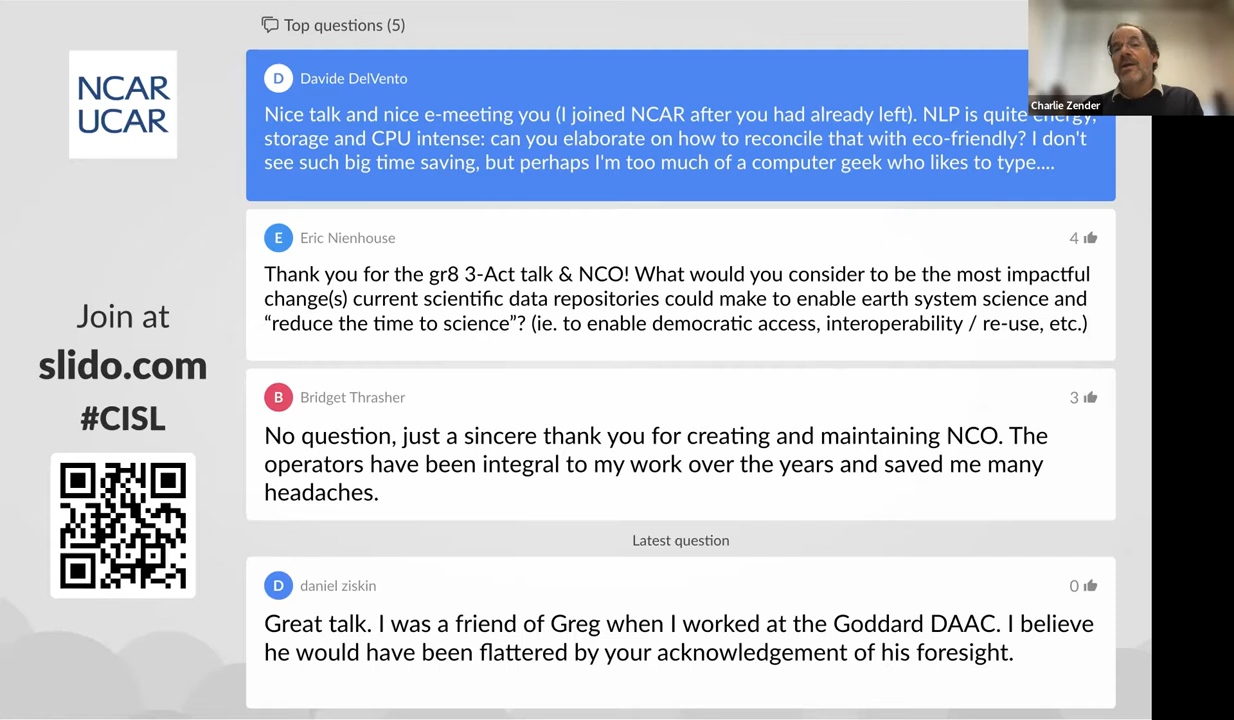 Top questions (5)
NCAR
UCAR
Charlie Zender
D Davide DelVento
Nice talk and nice e-meeting you (I joined NCAR after you had already left). NLP is quite energy,
storage and CPU intense: can you elaborate on how to reconcile that with eco-friendly? I don't
see such big time saving, but perhaps I'm too much of a computer geek who likes to type....
E Eric Nienhouse 4
Thank you for the gr8 3-Act talk & NCO! What would you consider to be the most impactful
change(s) current scientific data repositories could make to enable earth system science and
“reduce the time to science”? (ie. to enable democratic access, interoperability / re-use, etc.)
Join at
slido.com
#CISL
B Bridget Thrasher 3
No question, just a sincere thank you for creating and maintaining NCO. The
operators have been integral to my work over the years and saved me many
headaches.
Latest question
D daniel ziskin 0
Great talk. I was a friend of Greg when I worked at the Goddard DAAC. I believe
he would have been flattered by your acknowledgement of his foresight.